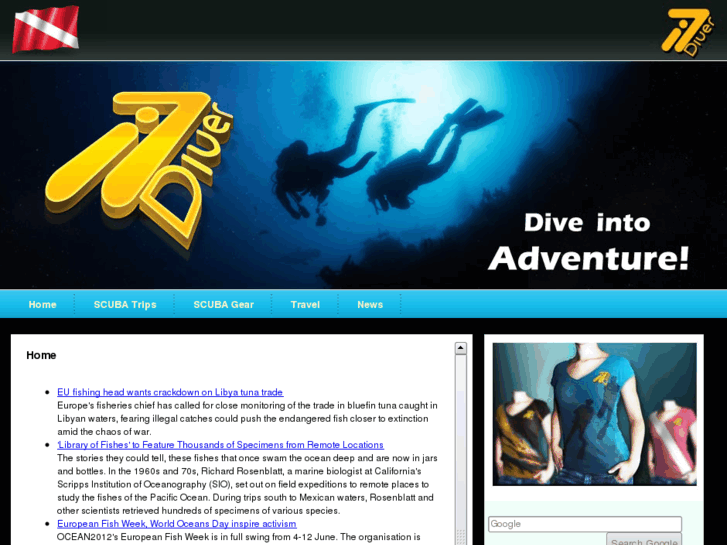 i7 Diver
i7 Diver
Dive into
Adventure!
Home
SCUBA Trips
SCUBA Gear
Travel
News
Home
EU fishing head wants crackdown on Libya tuna trade
Europe's fisheries chief has called for close monitoring of the trade in bluefin tuna caught in
Libyan waters, fearing illegal catches could push the endangered fish closer to extinction
amid the chaos of war.
'Library of Fishes' to Feature Thousands of Specimens from Remote Locations
The stories they could tell, these fishes that once swam the ocean deep and are now in jars
and bottles. In the 1960s and 70s, Richard Rosenblatt, a marine biologist at California's
Scripps Institution of Oceanography (SIO), set out on field expeditions to remote places to
study the fishes of the Pacific Ocean. During trips south to Mexican waters, Rosenblatt and
other scientists retrieved hundreds of specimens of various species.
European Fish Week, World Oceans Day inspire activism
OCEAN2012's European Fish Week is in full swing from 4-12 June. The organisation is
Google
Search Google